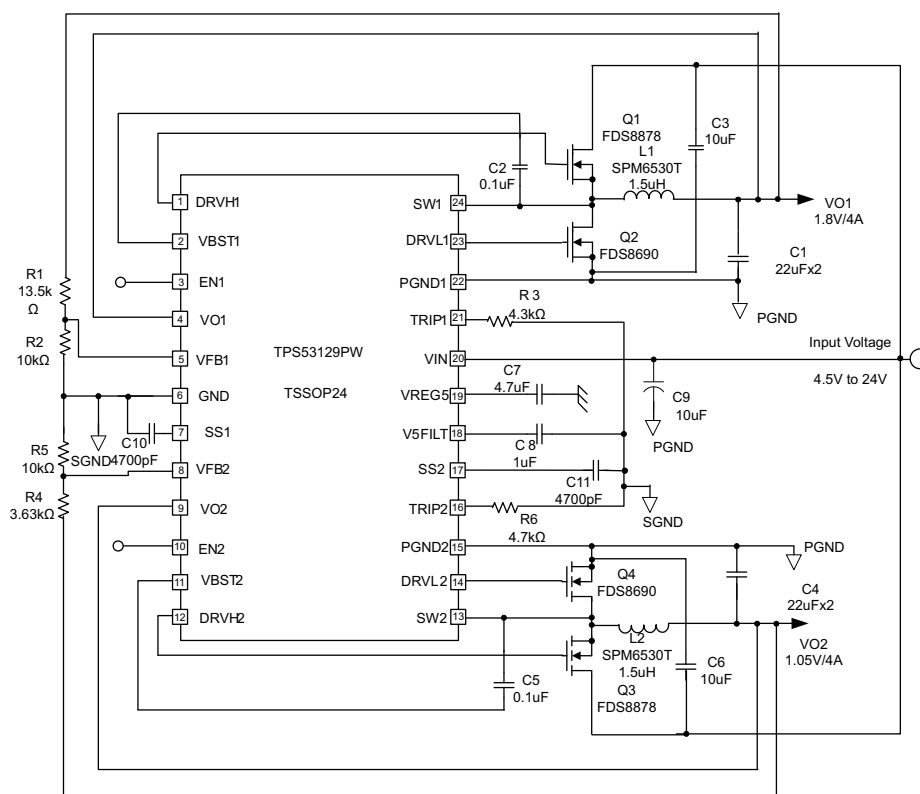 Q1
FDS8878
L1
SPM6530T
1.5uH
C3
10uF
C2
0.1uF
1
DRVH1
SW1
24
VO1
1.8V/4A
2
VBST1
DRVL1
23
Q2
FDS8690
C1
22uFx2
R1
13.5k
Ω
3
EN1
PGND1
22
R 3
4.3kΩ
PGND
4
VO1
TRIP1
21
R2
10kΩ
5
VFB1
TPS53129PW
VIN
20
Input Voltage
4.5V to 24V
6
GND
TSSOP24
VREG5
19
C7
4.7uF
C9
10uF
PGND
SGND
C10
4700pF
7
SS1
V5FILT
18
C 8
1uF
R5
10kΩ
8
VFB2
SS2
17
C11
4700pF
R4
3.63kΩ
9
VO2
TRIP2
16
R6
4.7kΩ
SGND
10
EN2
PGND2
15
PGND
11
VBST2
DRVL2
14
Q4
FDS8690
C4
22uFx2
12
DRVH2
SW2
13
L2
SPM6530T
1.5uH
VO2
1.05V/4A
C6
10uF
C5
0.1uF
Q3
FDS8878